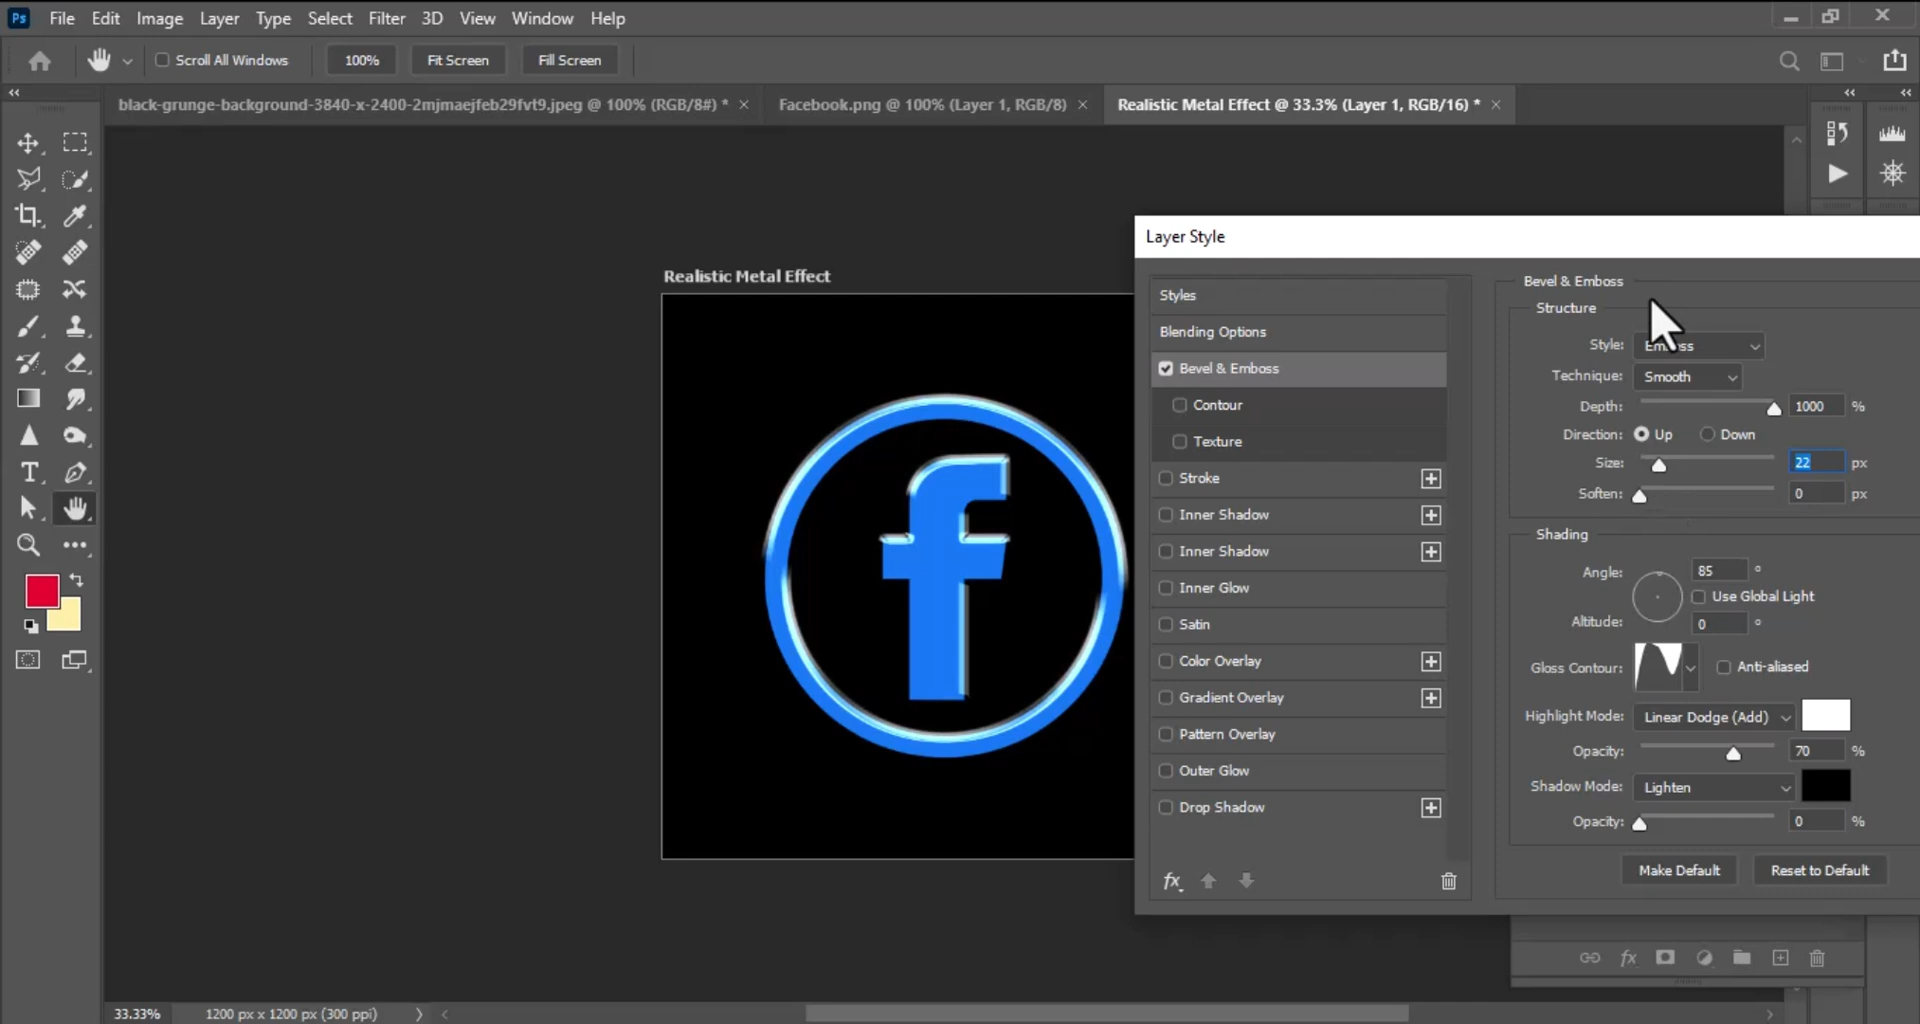 Ps File Edit Image Layer Type Select Filter 3D View Window Help
Scroll All Windows 100% Fit Screen Fill Screen
black-grunge-background-3840-x-2400-2mjmaejfeb29fvt9.jpeg @ 100% (RGB/8#) * Facebook.png @ 100% (Layer 1, RGB/8) Realistic Metal Effect @ 33.3% (Layer 1, RGB/16) *
Realistic Metal Effect
f
Layer Style
Styles
Blending Options
Bevel & Emboss
Contour
Texture
Stroke
Inner Shadow
Inner Shadow
Inner Glow
Satin
Color Overlay
Gradient Overlay
Pattern Overlay
Outer Glow
Drop Shadow
fx
Bevel & Emboss
Structure
Style: Emboss
Technique: Smooth
Depth: 1000 %
Direction: Up Down
Size: 22 px
Soften: 0 px
Shading
Angle: 85 °
Use Global Light
Altitude: 0 °
Gloss Contour: Anti-aliased
Highlight Mode: Linear Dodge (Add)
Opacity: 70 %
Shadow Mode: Lighten
Opacity: 0 %
Make Default Reset to Default
fx
33.33% 1200 px x 1200 px (300 ppi)